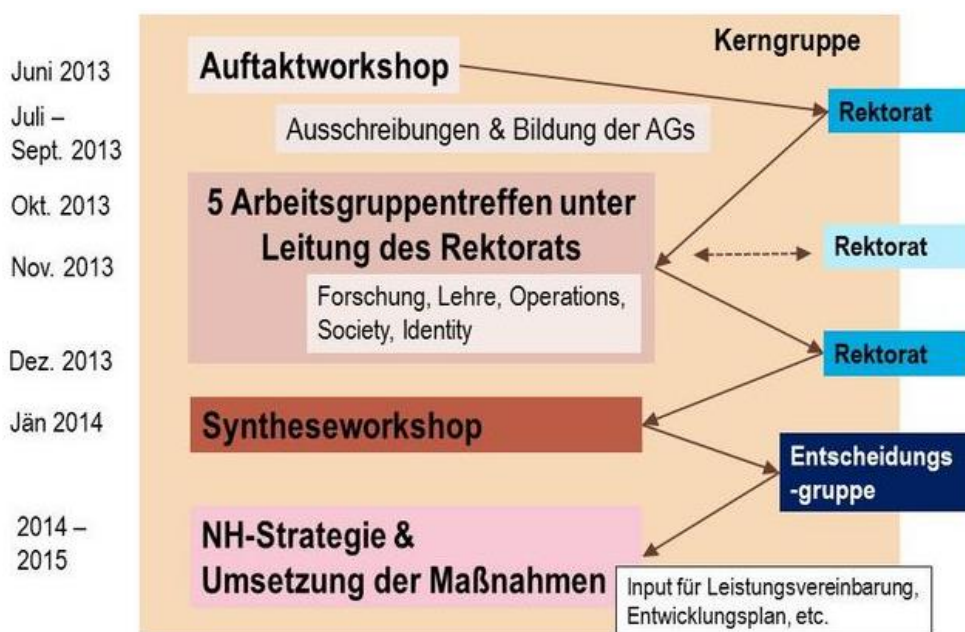 Kerngruppe
Juni 2013
Auftaktworkshop
Juli –
Sept. 2013
Rektorat
Ausschreibungen & Bildung der AGs
Okt. 2013
5 Arbeitsgruppentreffen unter
Leitung des Rektorats
Nov. 2013
Rektorat
Forschung, Lehre, Operations,
Society, Identity
Dez. 2013
Rektorat
Jän 2014
Syntheseworkshop
Entscheidungs
-gruppe
2014 –
2015
NH-Strategie &
Umsetzung der Maßnahmen
Input für Leistungsvereinbarung,
Entwicklungsplan, etc.